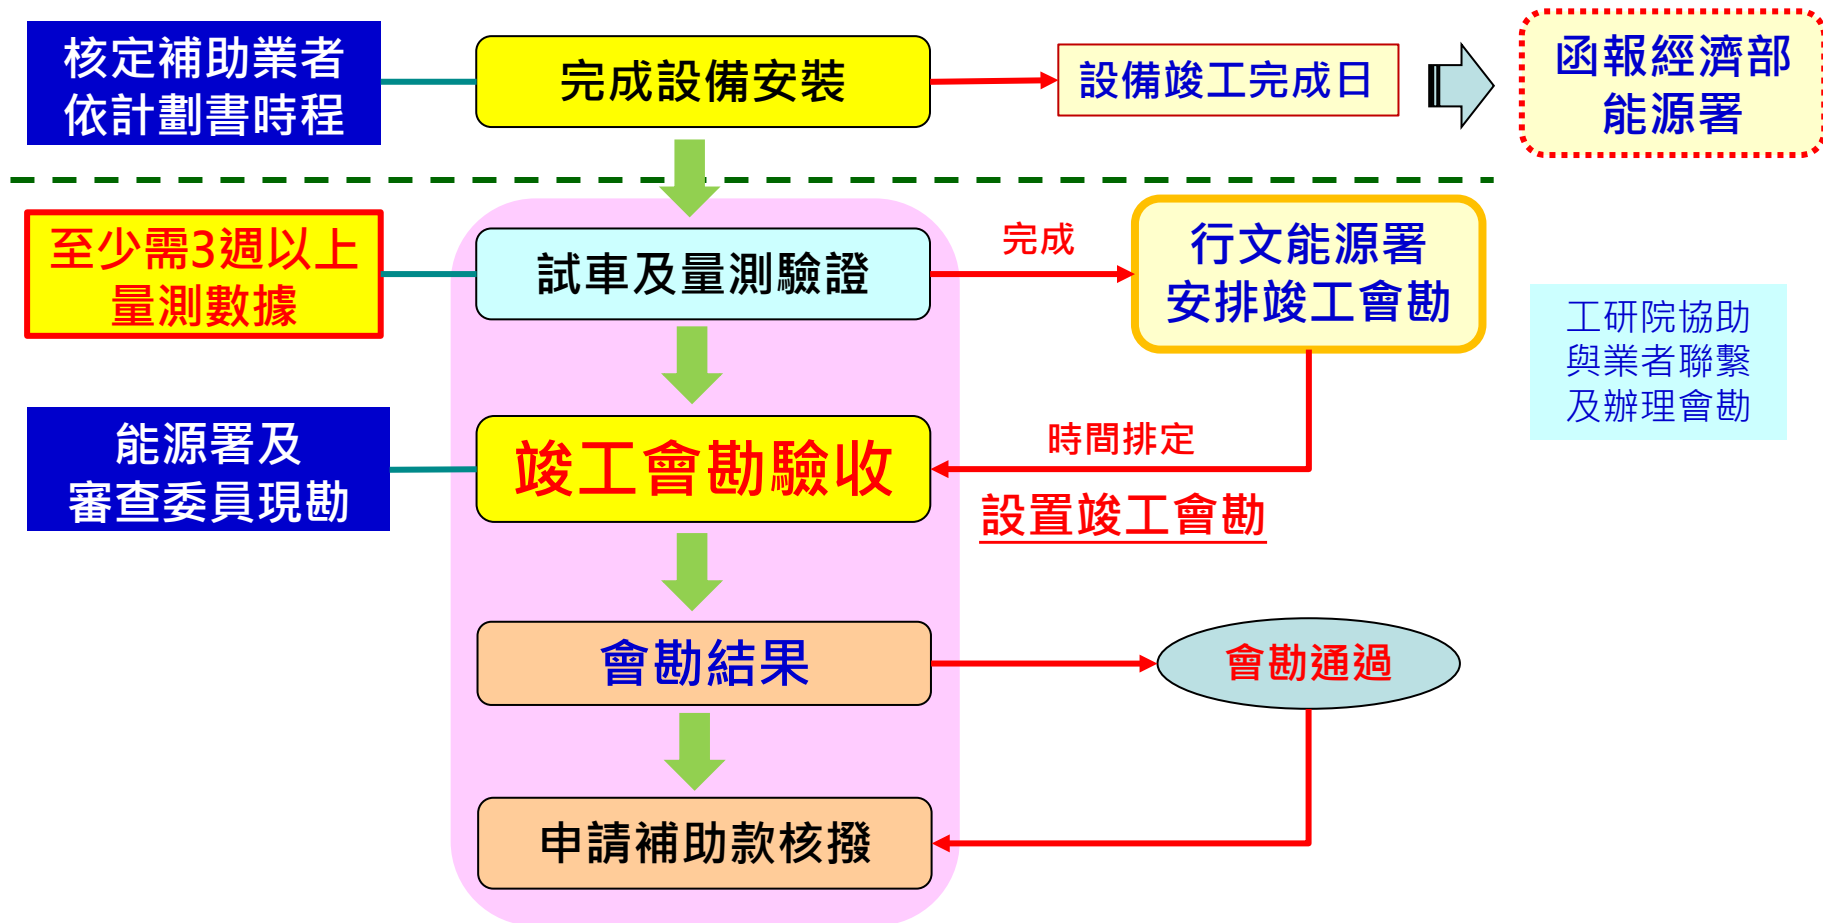 核定補助業者
依計劃書時程
完成設備安裝
設備竣工完成日
函報經濟部
能源署
至少需3週以上
量測數據
試車及量測驗證
完成
行文能源署
安排竣工會勘
工研院協助
與業者聯繫
及辦理會勘
能源署及
審查委員現勘
竣工會勘驗收
時間排定
設置竣工會勘
會勘結果
會勘通過
申請補助款核撥